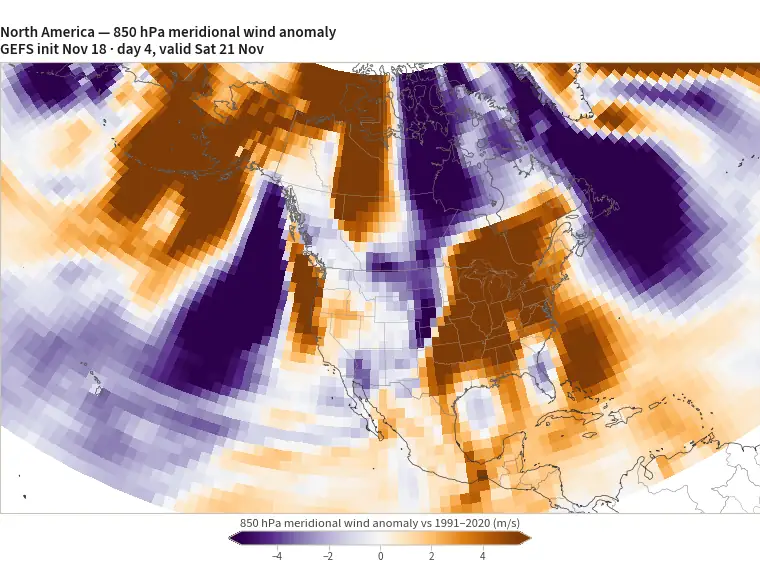 North America — 850 hPa meridional wind anomaly
GEFS init Nov 18 · day 4, valid Sat 21 Nov
850 hPa meridional wind anomaly vs 1991–2020 (m/s)
−4 −2 0 2 4